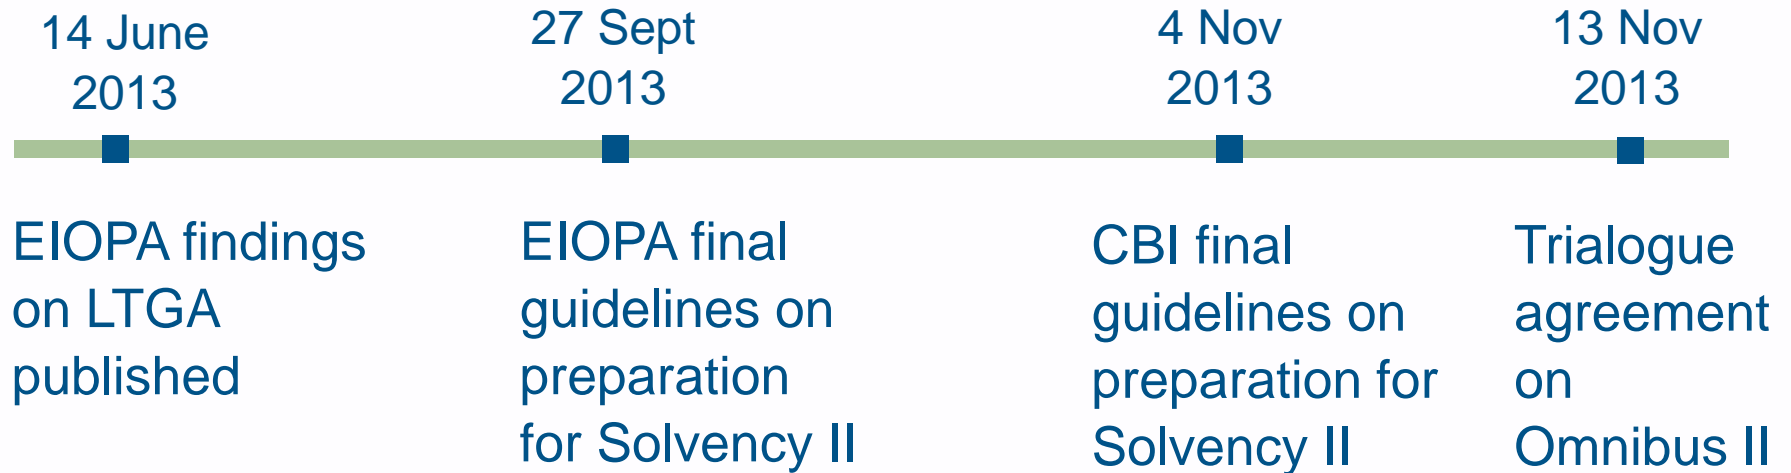 14 June
2013
27 Sept
2013
4 Nov
2013
13 Nov
2013
EIOPA findings
on LTGA
published
EIOPA final
guidelines on
preparation
for Solvency II
CBI final
guidelines on
preparation for
Solvency II
Trialogue
agreement
on
Omnibus II